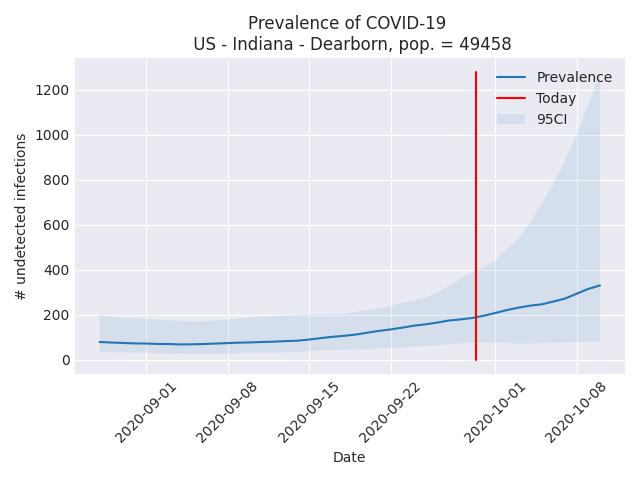 Prevalence of COVID-19
US - Indiana - Dearborn, pop. = 49458
Prevalence
Today
95CI
# undetected infections
1200
1000
800
600
400
200
0
2020-09-01
2020-09-08
2020-09-15
2020-09-22
2020-10-01
2020-10-08
Date